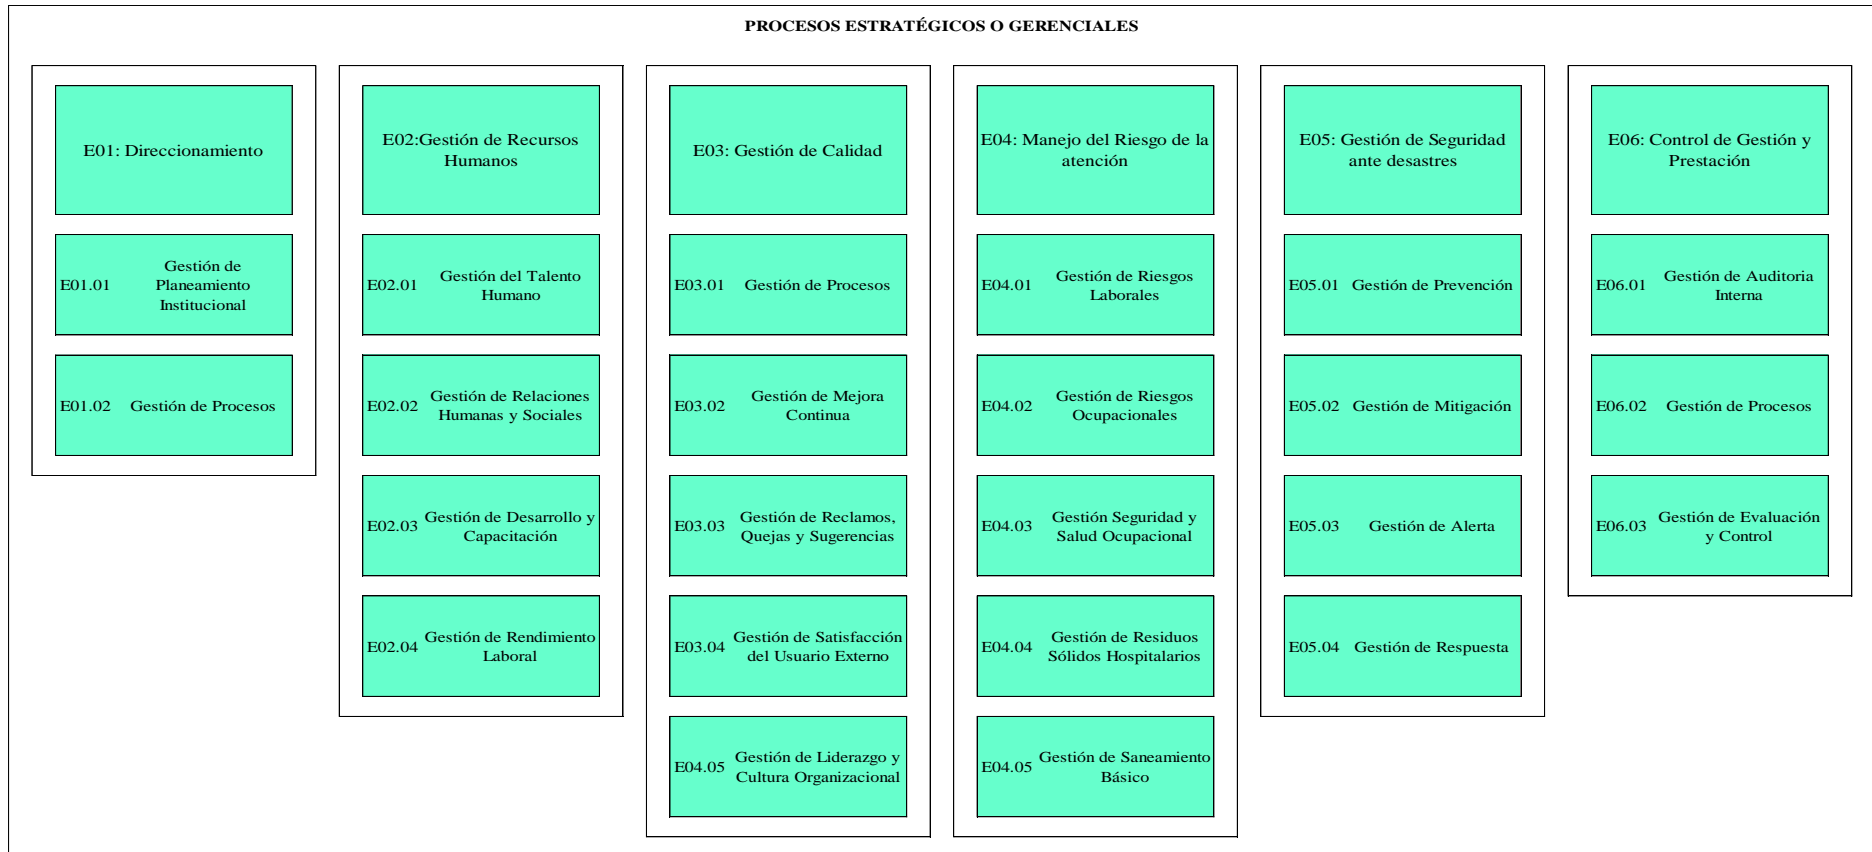 PROCESOS ESTRATÉGICOS O GERENCIALES
E01: Direccionamiento
E01.01
Gestión de
Planeamiento
Institucional
E01.02
Gestión de Procesos
E02:Gestión de Recursos
Humanos
E02.01
Gestión del Talento
Humano
E02.02
Gestión de Relaciones
Humanas y Sociales
E02.03
Gestión de Desarrollo y
Capacitación
E02.04
Gestión de Rendimiento
Laboral
E03: Gestión de Calidad
E03.01
Gestión de Procesos
E03.02
Gestión de Mejora
Continua
E03.03
Gestión de Reclamos,
Quejas y Sugerencias
E03.04
Gestión de Satisfacción
del Usuario Externo
E04.05
Gestión de Liderazgo y
Cultura Organizacional
E04: Manejo del Riesgo de la
atención
E04.01
Gestión de Riesgos
Laborales
E04.02
Gestión de Riesgos
Ocupacionales
E04.03
Gestión Seguridad y
Salud Ocupacional
E04.04
Gestión de Residuos
Sólidos Hospitalarios
E04.05
Gestión de Saneamiento
Básico
E05: Gestión de Seguridad
ante desastres
E05.01
Gestión de Prevención
E05.02
Gestión de Mitigación
E05.03
Gestión de Alerta
E05.04
Gestión de Respuesta
E06: Control de Gestión y
Prestación
E06.01
Gestión de Auditoria
Interna
E06.02
Gestión de Procesos
E06.03
Gestión de Evaluación
y Control